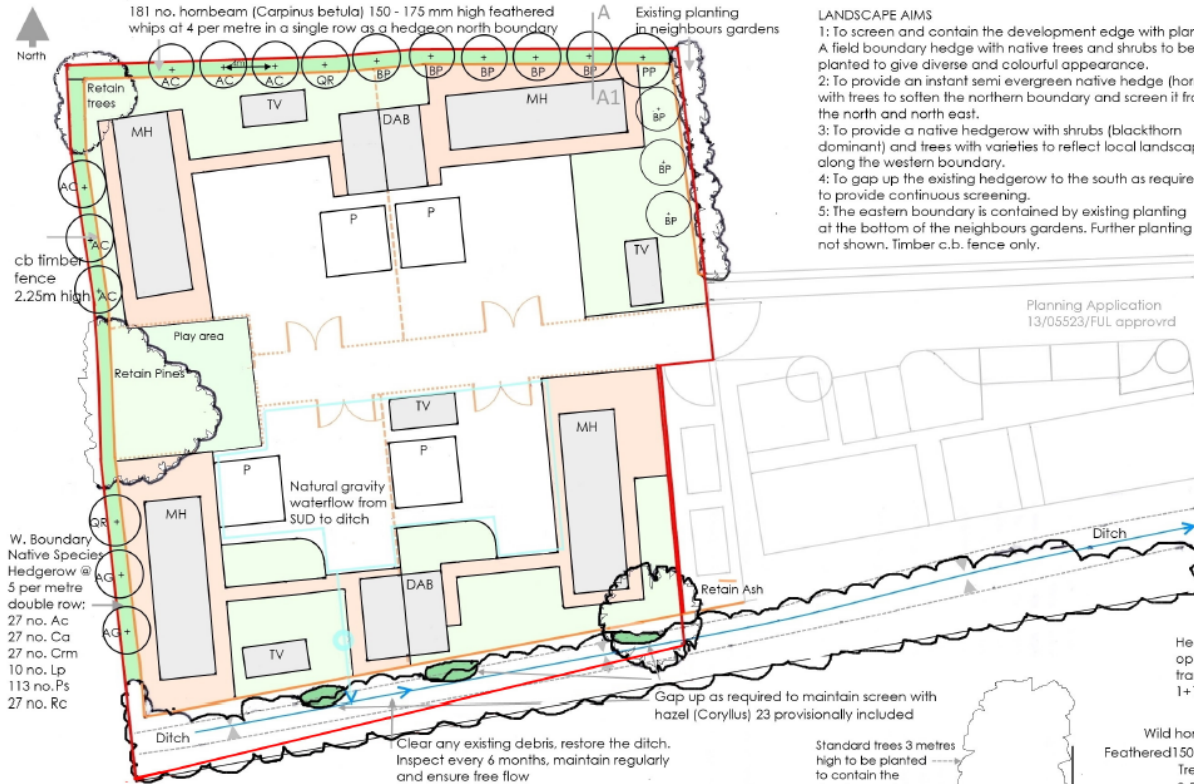 181 no. hornbeam (Carpinus betula) 150 - 175 mm high feathered
whips at 4 per metre in a single row as a hedge on north boundary
A
Existing planting
in neighbours gardens
North
LANDSCAPE AIMS
1: To screen and contain the development edge with
A field boundary hedge with native trees and shrubs to be
planted to give diverse and colourful appearance.
2: To provide an instant semi evergreen native hedge
with trees to soften the northern boundary and screen it
the north and north east.
3: To provide a native hedgerow with shrubs (blackthorn
dominant) and trees with varieties to reflect local
along the western boundary.
4: To gap up the existing hedgerow to the south as
to provide continuous screening.
5: The eastern boundary is contained by existing planting
at the bottom of the neighbours gardens. Further planting
not shown. Timber c.b. fence only.
AC
AC
AC
QR
BP
BP
BP
BP
BP
PP
A1
Retain
trees
TV
MH
DAB
MH
BP
BP
BP
AC
AC
AC
P
P
TV
cb timber
fence
2.25m high
Planning Application
13/05523/FUL approvrd
Play area
Retain Pines
TV
MH
P
P
Natural gravity
waterflow from
SUD to ditch
MH
QR
AG
AG
W. Boundary
Native Species
Hedgerow @
5 per metre
double row:
27 no. Ac
27 no. Ca
27 no. Crm
10 no. Lp
113 no.Ps
27 no. Rc
Ditch
DAB
Retain Ash
TV
Gap up as required to maintain screen with
hazel (Coryllus) 23 provisionally included
Ditch
Clear any existing debris, restore the ditch.
Inspect every 6 months, maintain regularly
and ensure free flow
Standard trees 3 metres
high to be planted
to contain the
Wild
Feathered150